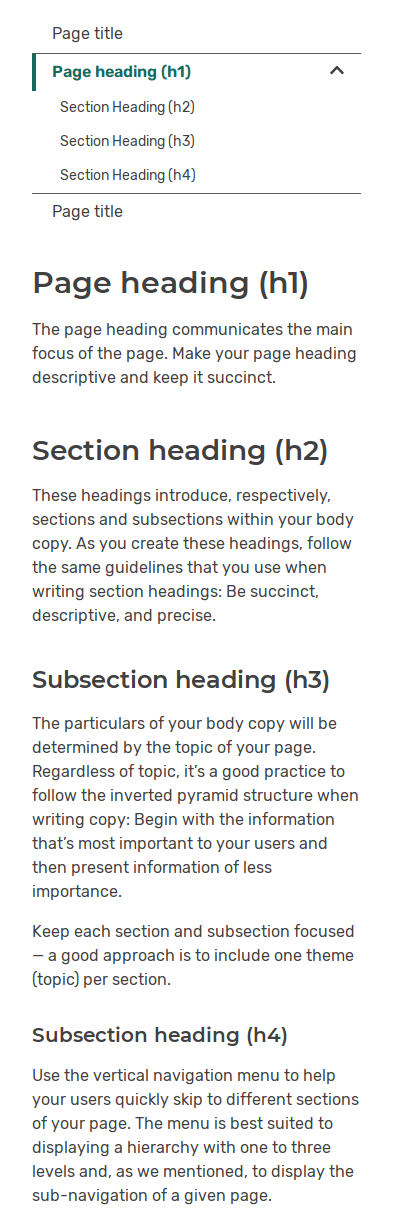 Page title
Page heading (h1)
Section Heading (h2)
Section Heading (h3)
Section Heading (h4)
Page title
Page heading (h1)
The page heading communicates the main
focus of the page. Make your page heading
descriptive and keep it succinct.
Section heading (h2)
These headings introduce, respectively,
sections and subsections within your body
copy. As you create these headings, follow
the same guidelines that you use when
writing section headings: Be succinct,
descriptive, and precise.
Subsection heading (h3)
The particulars of your body copy will be
determined by the topic of your page.
Regardless of topic, it’s a good practice to
follow the inverted pyramid structure when
writing copy: Begin with the information
that’s most important to your users and
then present information of less
importance.
Keep each section and subsection focused
— a good approach is to include one theme
(topic) per section.
Subsection heading (h4)
Use the vertical navigation menu to help
your users quickly skip to different sections
of your page. The menu is best suited to
displaying a hierarchy with one to three
levels and, as we mentioned, to display the
sub-navigation of a given page.